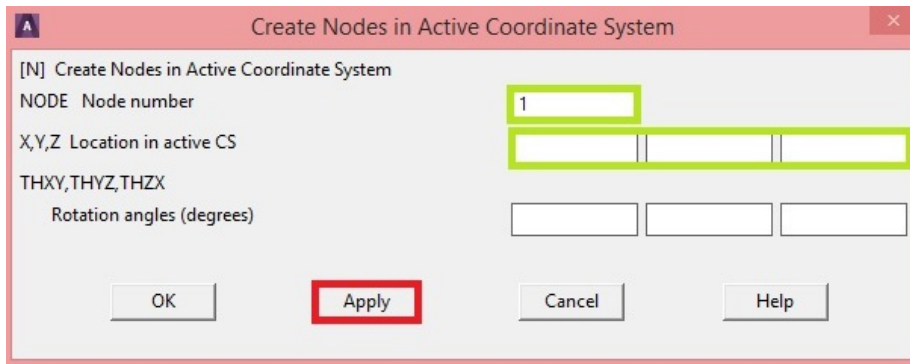 A
Create Nodes in Active Coordinate System
×
[N] Create Nodes in Active Coordinate System
NODE Node number
1
X,Y,Z Location in active CS
THXY,THYZ,THZX
Rotation angles (degrees)
OK Apply Cancel Help